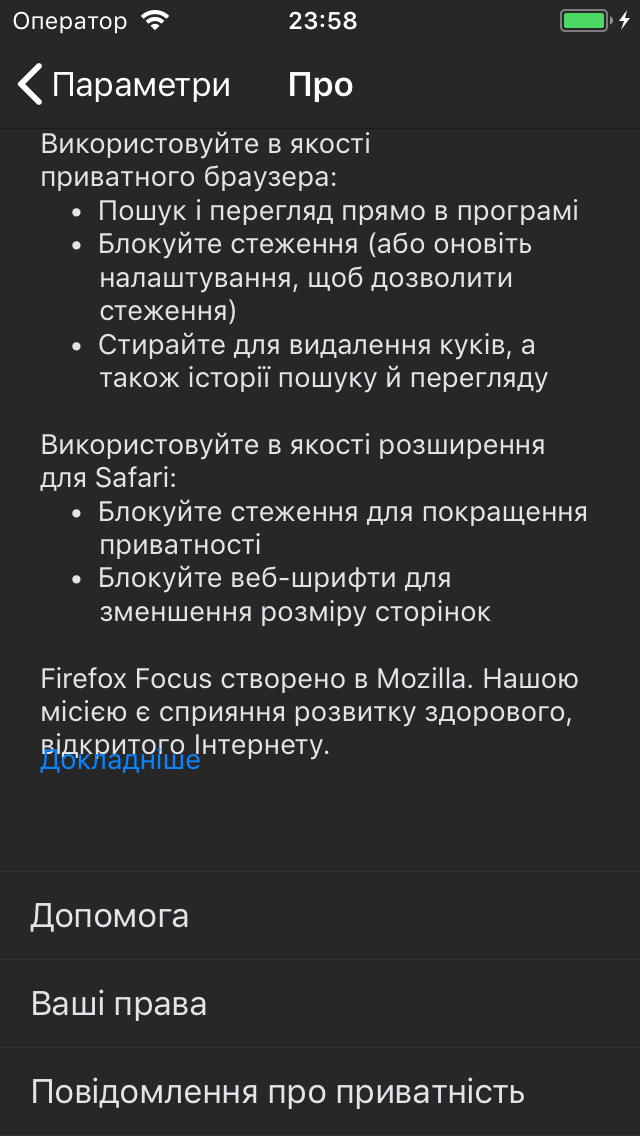 Оператор 23:58
Параметри Про
Використовуйте в якості
приватного браузера:
• Пошук і перегляд прямо в програмі
• Блокуйте стеження (або оновіть
налаштування, щоб дозволити
стеження)
• Стирайте для видалення куків, а
також історії пошуку й перегляду
Використовуйте в якості розширення
для Safari:
• Блокуйте стеження для покращення
приватності
• Блокуйте веб-шрифти для
зменшення розміру сторінок
Firefox Focus створено в Mozilla. Нашою
місією є сприяння розвитку здорового,
відкритого Інтернету.
Докладніше
Допомога
Ваші права
Повідомлення про приватність